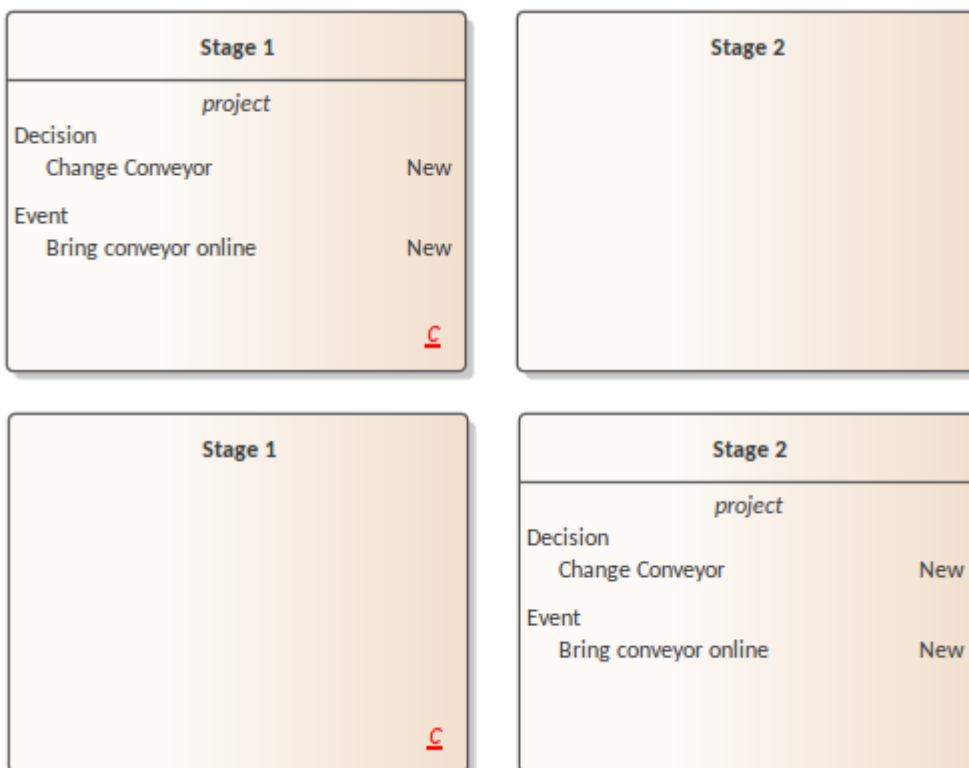 Stage 1
project
Decision
Change Conveyor New
Event
Bring conveyor online New
C
Stage 2
Stage 1
C
Stage 2
project
Decision
Change Conveyor New
Event
Bring conveyor online New